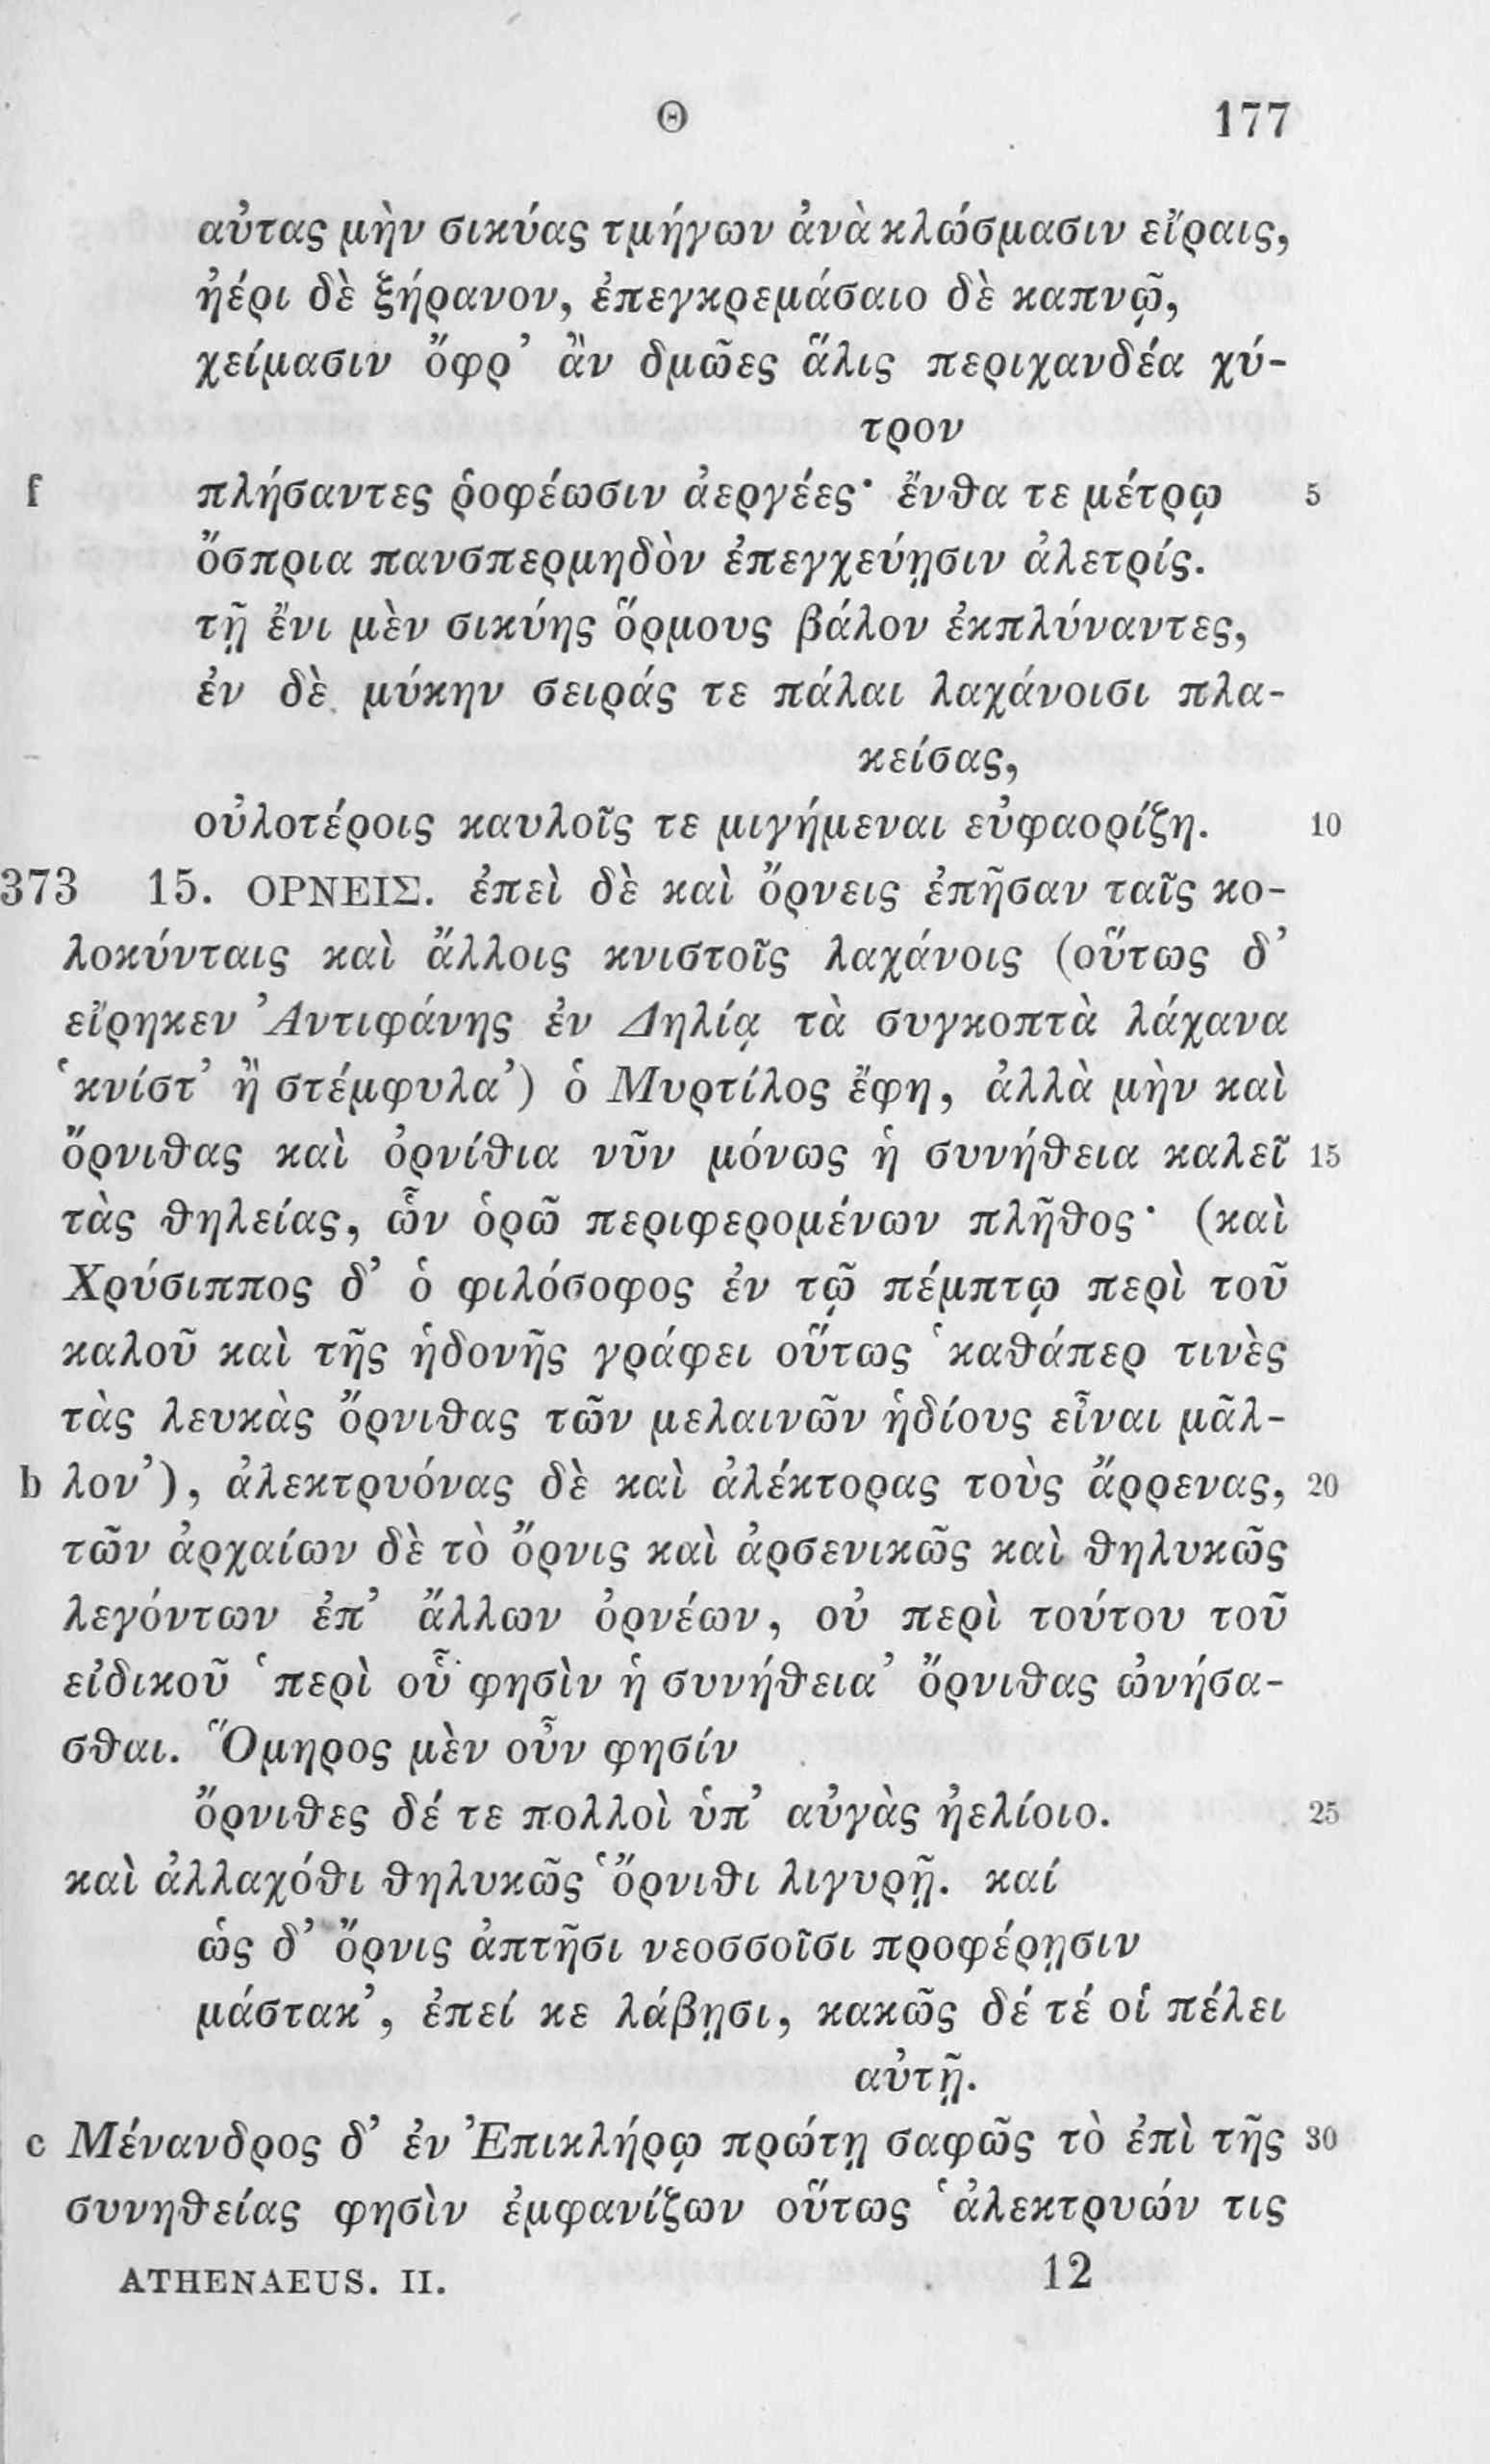 Θ 177
αὐτας μὴν σικύας τμήγων ἀνὰ κλώσμασιν εἴραις,
ἠέρι δὲ ξήρανον, ἐπεγκρεμάσαιο δὲ καπνῷ,
χείμασιν ὄφρ’ ἂν δμῶες ἅλις περιχανδέα χύ-
τρον
f πλήσαντες ῥοφέωσιν ἀεργέες· ἔνθα τε μέτρῳ 5
ὄσπρια πανσπερμηδὸν ἐπεγχεύῃσιν ἀλετρίς.
τῇ ἔνι μὲν σικύης ὅρμους βάλον ἐκπλύναντες,
ἐν δὲ μύκην σειράς τε πάλαι λαχάνοισι πλα-
κείσας,
οὐλοτέροις καυλοῖς τε μιγήμεναι εὐφαορίζη. 10
373 15. ΟΡΝΕΙΣ. ἐπεὶ δὲ καὶ ὄρνεις ἐπῆσαν ταῖς κο-
λοκύνταις καὶ ἄλλοις κνιστοῖς λαχάνοις (οὕτως δ’
εἴρηκεν Ἀντιφάνης ἐν Δηλίᾳ τὰ συγκοπτὰ λάχανα
‘κνίστ’ ἢ στέμφυλα’) ὁ Μυρτίλος ἔφη, ἀλλὰ μὴν καὶ
ὄρνιθας καὶ ὀρνίθια νῦν μόνως ἡ συνήθεια καλεῖ 15
τὰς θηλείας, ὧν ὁρῶ περιφερομένων πλῆθος· (καὶ
Χρύσιππος δ’ ὁ φιλόσοφος ἐν τῷ πέμπτῳ περὶ τοῦ
καλοῦ καὶ τῆς ἡδονῆς γράφει οὕτως ‘καθάπερ τινὲς
τὰς λευκὰς ὄρνιθας τῶν μελαινῶν ἡδίους εἶναι μᾶλ-
b λον’), ἀλεκτρυόνας δὲ καὶ ἀλέκτορας τοὺς ἄρρενας, 20
τῶν ἀρχαίων δὲ τὸ ὄρνις καὶ ἀρσενικῶς καὶ θηλυκῶς
λεγόντων ἐπ’ ἄλλων ὀρνέων, οὐ περὶ τούτου τοῦ
εἰδικοῦ ‘περὶ οὗ φησὶν ἡ συνήθεια’ ὄρνιθας ὠνήσα-
σθαι. Ὅμηρος μὲν οὖν φησίν
ὄρνιθες δέ τε πολλοὶ ὑπ’ αὐγὰς ἠελίοιο. 25
καὶ ἀλλαχόθι θηλυκῶς ‘ὄρνιθι λιγυρῇ. καί
ὡς δ’ ὄρνις ἀπτῆσι νεοσσοῖσι προφέρῃσιν
μάστακ’, ἐπεί κε λάβῃσι, κακῶς δέ τέ οἱ πέλει
αὐτῇ.
c Μένανδρος δ’ ἐν Ἐπικλήρῳ πρώτῃ σαφῶς τὸ ἐπὶ τῆς 30
συνηθείας φησὶν ἐμφανίζων οὕτως ‘ἀλεκτρυών τις
ATHENAEUS. II. 12